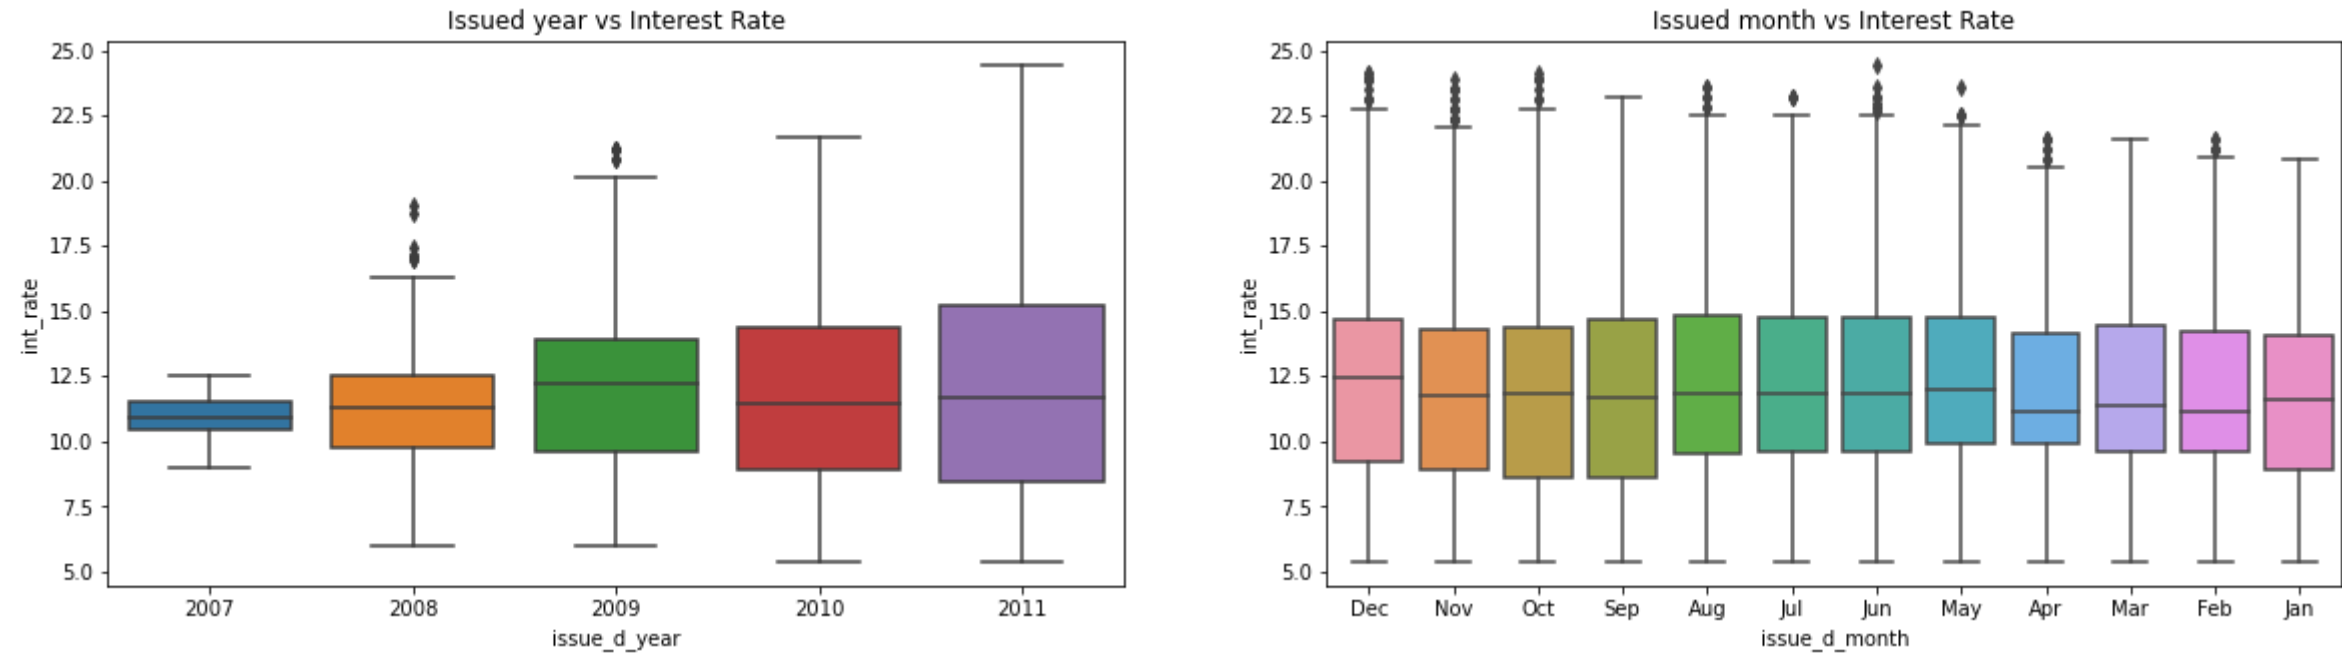 Issued year vs Interest Rate
25.0
22.5
20.0
17.5
15.0
12.5
10.0
7.5
5.0
int_rate
2007 2008 2009 2010 2011
issue_d_year
Issued month vs Interest Rate
25.0
22.5
20.0
17.5
15.0
12.5
10.0
7.5
5.0
int_rate
Dec Nov Oct Sep Aug Jul Jun May Apr Mar Feb Jan
issue_d_month